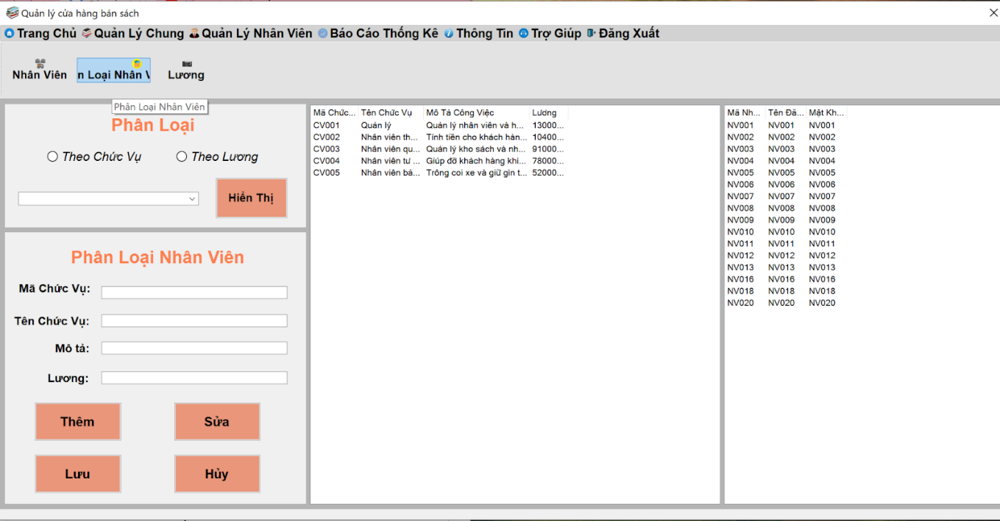 Quản lý cửa hàng bán sách
Trang Chủ Quản Lý Chung Quản Lý Nhân Viên Báo Cáo Thống Kê Thông Tin Trợ Giúp Đăng Xuất
Nhân Viên n Loại Nhân V Lương
Phân Loại Nhân Viên
Phân Loại
Theo Chức Vụ Theo Lương
Hiển Thị
Phân Loại Nhân Viên
Mã Chức Vụ:
Tên Chức Vụ:
Mô tả:
Lương:
Thêm Sửa
Lưu Hủy
Mã Chức... Tên Chức Vụ Mô Tả Công Việc Lương
CV001 Quản lý Quản lý nhân viên và h... 13000...
CV002 Nhân viên th... Tính tiền cho khách hàn... 10400...
CV003 Nhân viên qu... Quản lý kho sách và nh... 91000...
CV004 Nhân viên tư ... Giúp đỡ khách hàng khi... 78000...
CV005 Nhân viên bả... Trông coi xe và giữ gìn t... 52000...
Mã Nh... Tên Đă... Mật Kh...
NV001 NV001 NV001
NV002 NV002 NV002
NV003 NV003 NV003
NV004 NV004 NV004
NV005 NV005 NV005
NV006 NV006 NV006
NV007 NV007 NV007
NV008 NV008 NV008
NV009 NV009 NV009
NV010 NV010 NV010
NV011 NV011 NV011
NV012 NV012 NV012
NV013 NV013 NV013
NV016 NV016 NV016
NV018 NV018 NV018
NV020 NV020 NV020